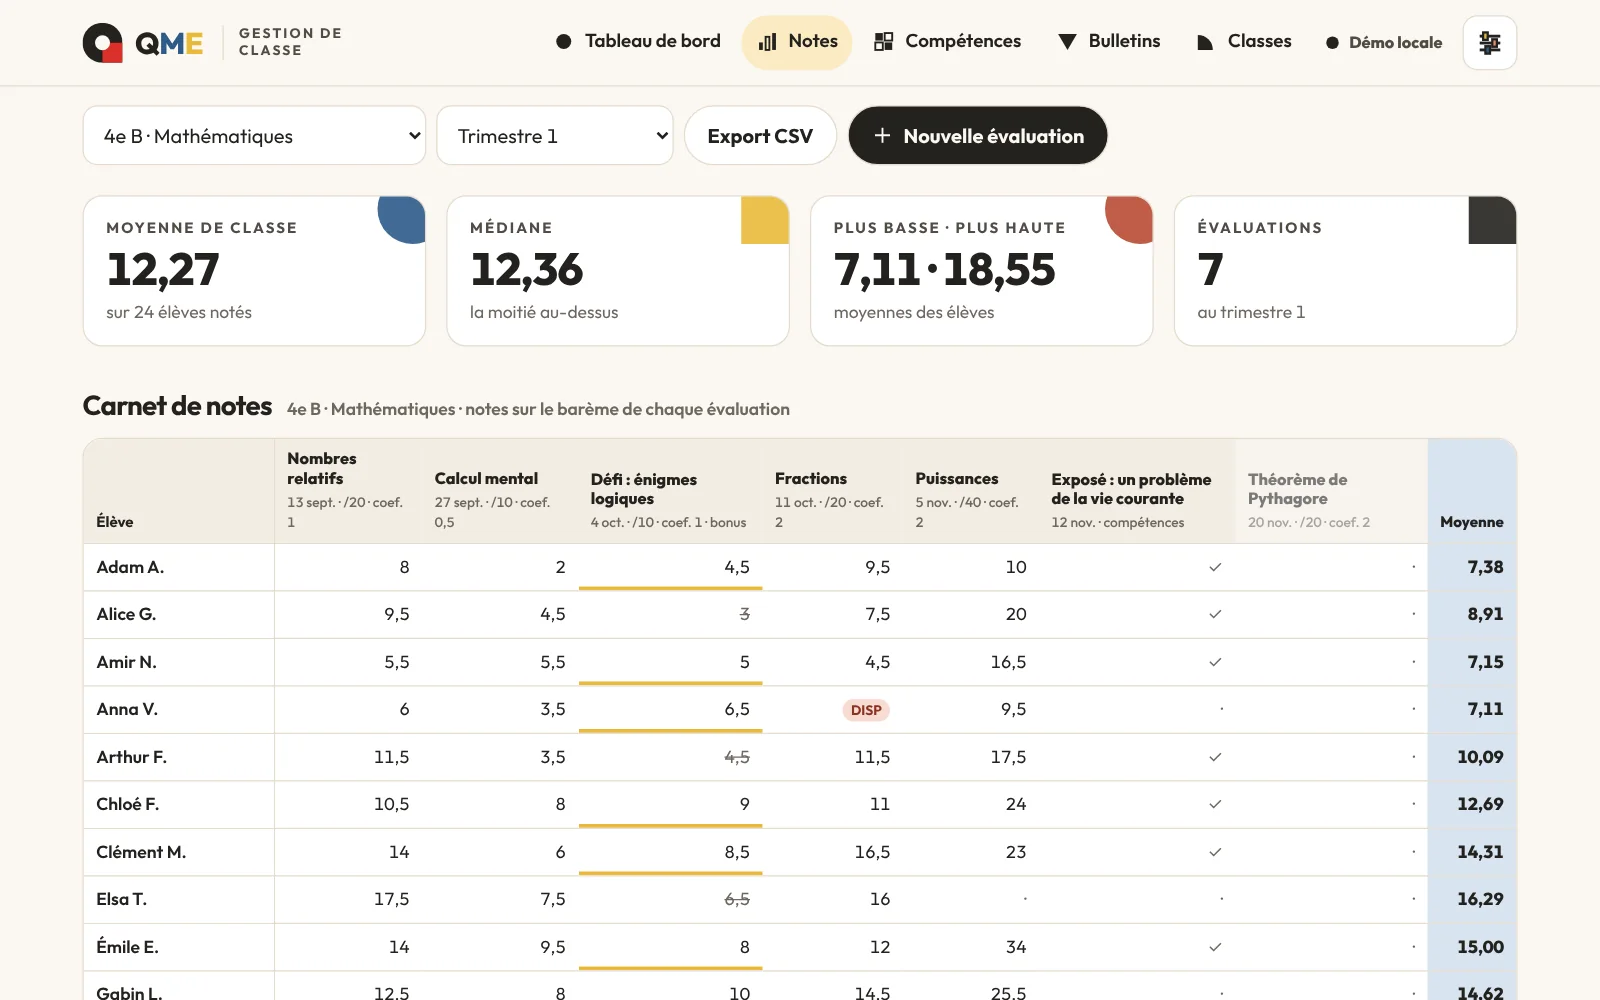 QME
GESTION DE
CLASSE
Tableau de bord
Notes
Compétences
Bulletins
Classes
Démo locale
4e B · Mathématiques
Trimestre 1
Export CSV
+ Nouvelle évaluation
MOYENNE DE CLASSE
12,27
sur 24 élèves notés
MÉDIANE
12,36
la moitié au-dessus
PLUS BASSE · PLUS HAUTE
7,11 · 18,55
moyennes des élèves
ÉVALUATIONS
7
au trimestre 1
Carnet de notes 4e B · Mathématiques · notes sur le barème de chaque évaluation
Élève
Nombres
relatifs
13 sept. · /20 · coef.
1
Calcul mental
27 sept. · /10 · coef.
0,5
Défi : énigmes
logiques
4 oct. · /10 · coef. 1 · bonus
Fractions
11 oct. · /20 · coef.
2
Puissances
5 nov. · /40 · coef.
2
Exposé : un problème
de la vie courante
12 nov. · compétences
Théorème de
Pythagore
20 nov. · /20 · coef. 2
Moyenne
Adam A. 8 2 4,5 9,5 10 ✓ · 7,38
Alice G. 9,5 4,5 3 7,5 20 ✓ · 8,91
Amir N. 5,5 5,5 5 4,5 16,5 ✓ · 7,15
Anna V. 6 3,5 6,5 DISP 9,5 · · 7,11
Arthur F. 11,5 3,5 4,5 11,5 17,5 ✓ · 10,09
Chloé F. 10,5 8 9 11 24 ✓ · 12,69
Clément M. 14 6 8,5 16,5 23 ✓ · 14,31
Elsa T. 17,5 7,5 6,5 16 · · · 16,29
Émile E. 14 9,5 8 12 34 ✓ · 15,00
Gabin L. 12,5 8 10 14,5 25,5 · · 14,62